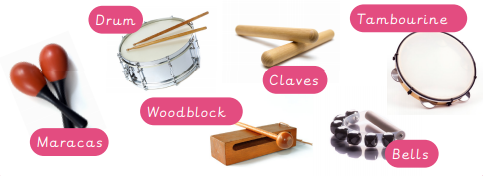 Drum
Claves
Tambourine
Maracas
Woodblock
Bells